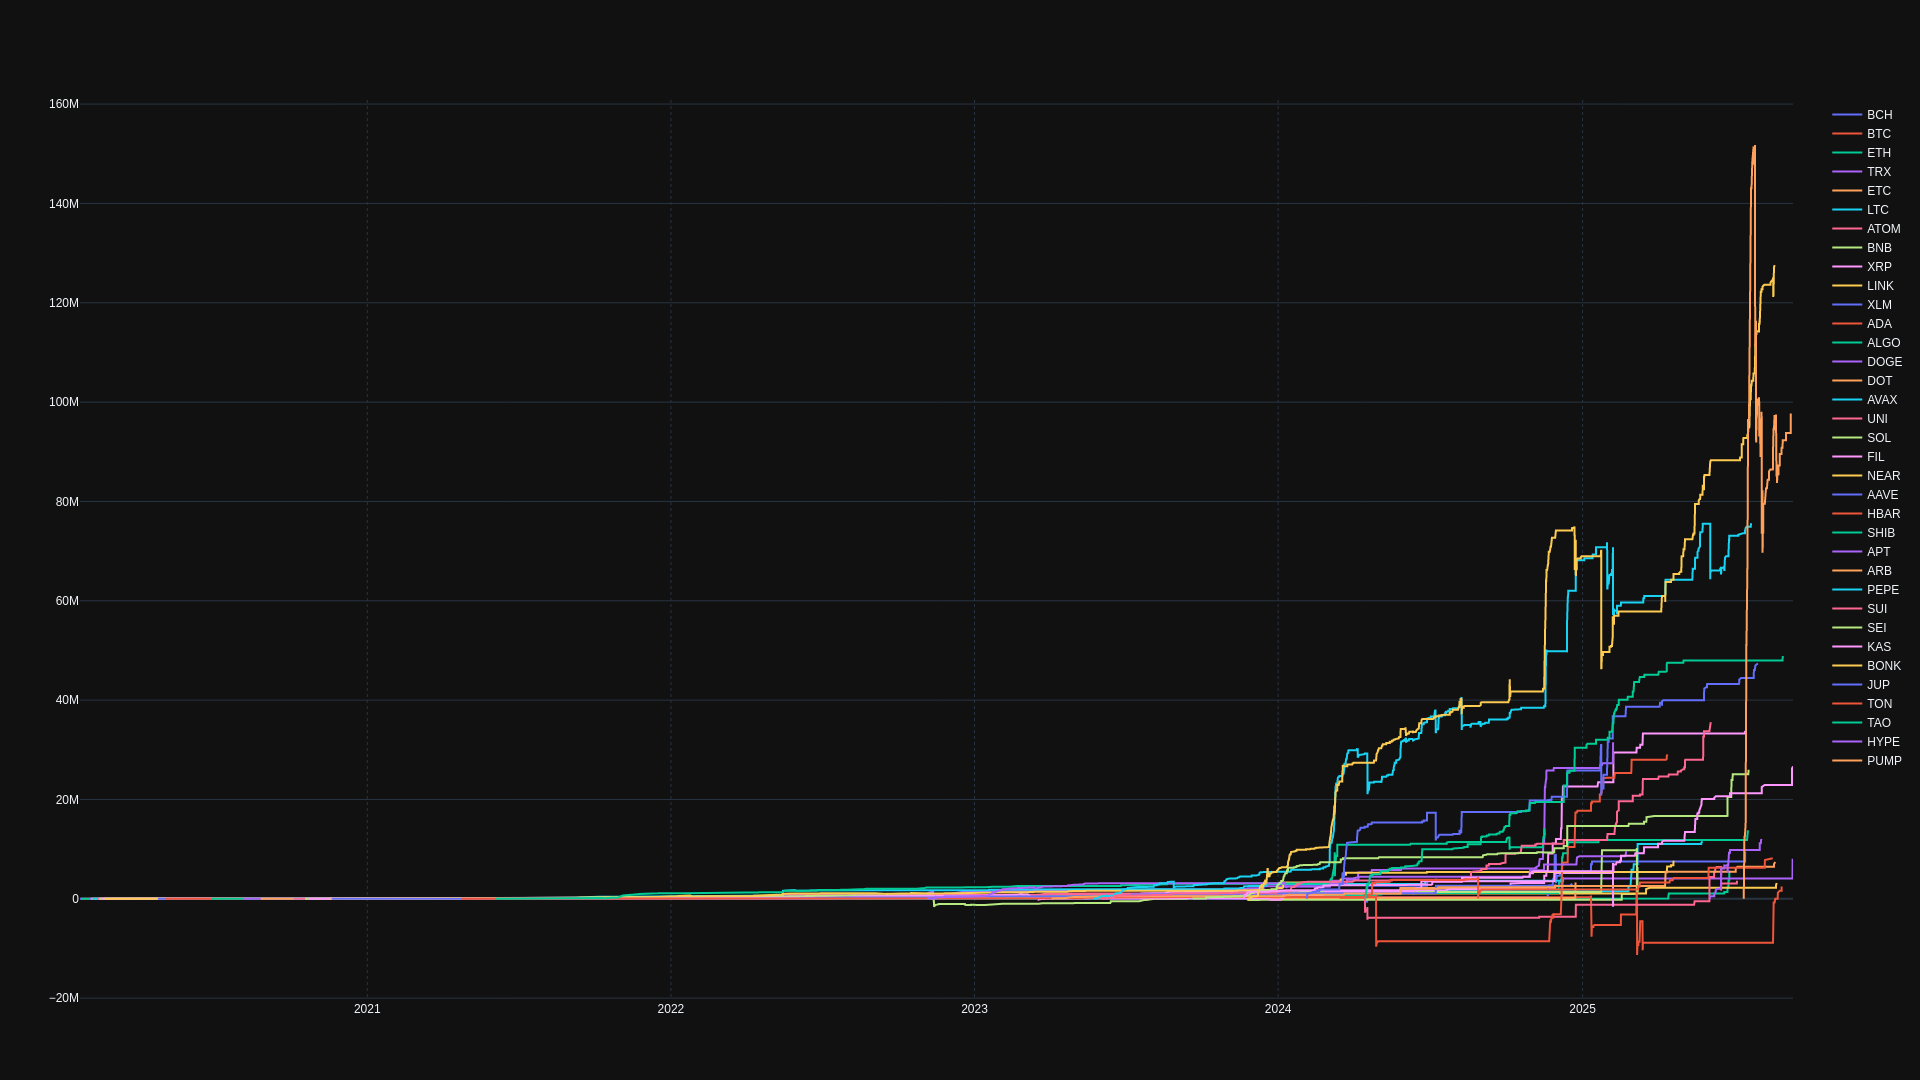 160M
140M
120M
100M
80M
60M
40M
20M
0
−20M
2021
2022
2023
2024
2025
BCH
BTC
ETH
TRX
ETC
LTC
ATOM
BNB
XRP
LINK
XLM
ADA
ALGO
DOGE
DOT
AVAX
UNI
SOL
FIL
NEAR
AAVE
HBAR
SHIB
APT
ARB
PEPE
SUI
SEI
KAS
BONK
JUP
TON
TAO
HYPE
PUMP